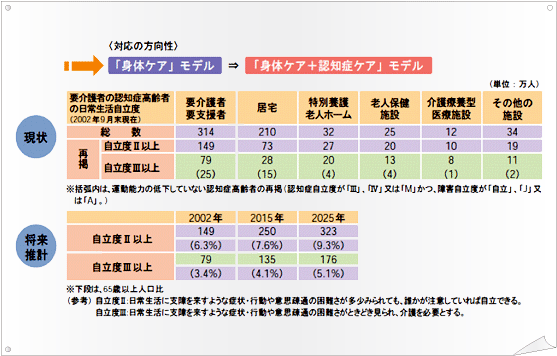 〈対応の方向性〉
「身体ケア」モデル ⇒ 「身体ケア＋認知症ケア」モデル
（単位：万人）
現状
要介護者の認知症高齢者の日常生活自立度（2002年9月末現在） 要介護者要支援者 居宅 特別養護老人ホーム 老人保健施設 介護療養型医療施設 その他の施設
総数 314 210 32 25 12 34
再掲 自立度Ⅱ以上 149 73 27 20 10 19
自立度Ⅲ以上 79 28 20 13 8 11
(25) (15) (4) (4) (1) (2)
※括弧内は、運動能力の低下していない認知症高齢者の再掲（認知症自立度が「Ⅲ」、「Ⅳ」又は「M」かつ、障害自立度が「自立」、「J」又
は「A」。）
将来推計
2002年 2015年 2025年
自立度Ⅱ以上 149 250 323
(6.3%) (7.6%) (9.3%)
自立度Ⅲ以上 79 135 176
(3.4%) (4.1%) (5.1%)
※下段は、65歳以上人口比
（参考） 自立度Ⅱ：日常生活に支障を来すような症状・行動や意思疎通の困難さが多少みられても、誰かが注意していれば自立できる。
自立度Ⅲ：日常生活に支障を来すような症状・行動や意思疎通の困難さがときどき見られ、介護を必要とする。